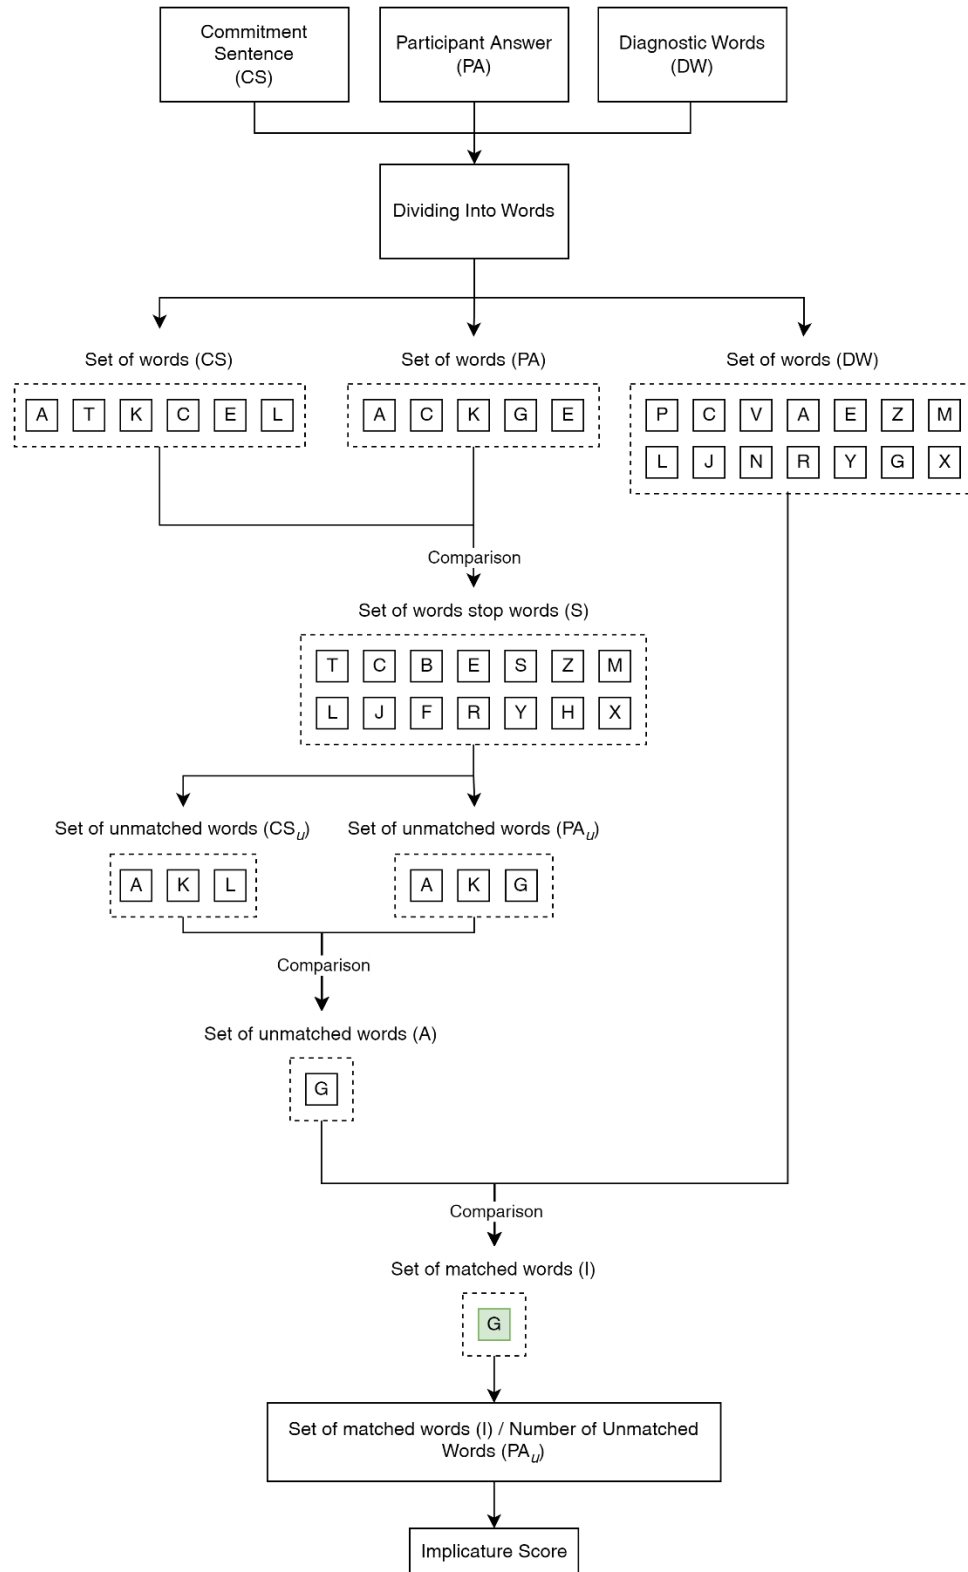 Commitment
Sentence
(CS)
Participant Answer
(PA)
Diagnostic Words
(DW)
Dividing Into Words
Set of words (CS)
Set of words (PA)
Set of words (DW)
A T K C E L
A C K G E
P C V A E Z M
L J N R Y G X
Comparison
Set of words stop words (S)
T C B E S Z M
L J F R Y H X
Set of unmatched words (CSu)
Set of unmatched words (PAu)
A K L
A K G
Comparison
Set of unmatched words (A)
G
Comparison
Set of matched words (I)
G
Set of matched words (I) / Number of Unmatched
Words (PAu)
Implicature Score